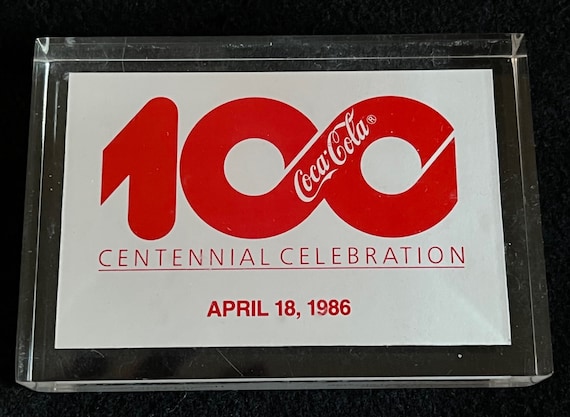 100
Coca-Cola®
CENTENNIAL CELEBRATION
APRIL 18, 1986